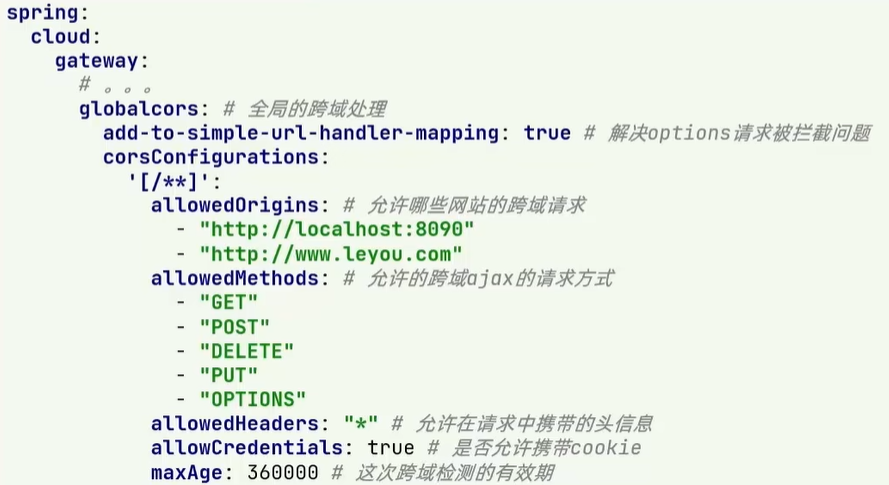 spring:
  cloud:
    gateway:
      # 。。。
      globalcors: # 全局的跨域处理
        add-to-simple-url-handler-mapping: true # 解决options请求被拦截问题
        corsConfigurations:
          '[/**]':
            allowedOrigins: # 允许哪些网站的跨域请求
              - "http://localhost:8090"
              - "http://www.leyou.com"
            allowedMethods: # 允许的跨域ajax的请求方式
              - "GET"
              - "POST"
              - "DELETE"
              - "PUT"
              - "OPTIONS"
            allowedHeaders: "*" # 允许在请求中携带的头信息
            allowCredentials: true # 是否允许携带cookie
            maxAge: 360000 # 这次跨域检测的有效期